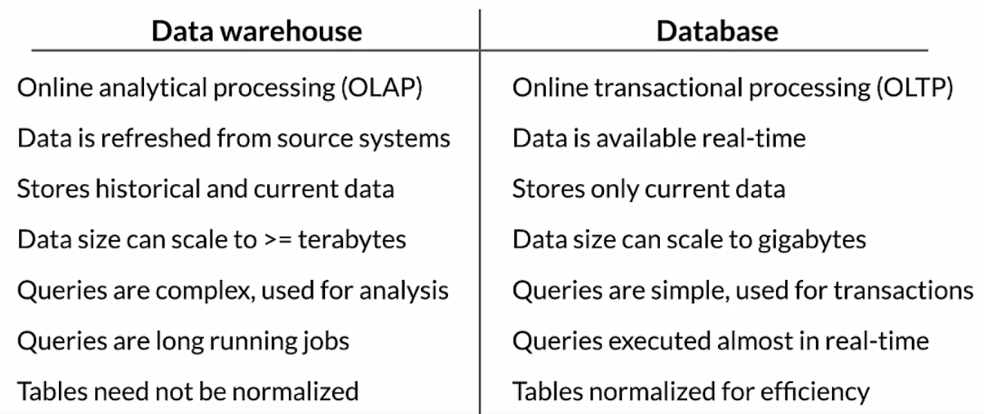 Data warehouse Database
Online analytical processing (OLAP) Online transactional processing (OLTP)
Data is refreshed from source systems Data is available real-time
Stores historical and current data Stores only current data
Data size can scale to >= terabytes Data size can scale to gigabytes
Queries are complex, used for analysis Queries are simple, used for transactions
Queries are long running jobs Queries executed almost in real-time
Tables need not be normalized Tables normalized for efficiency